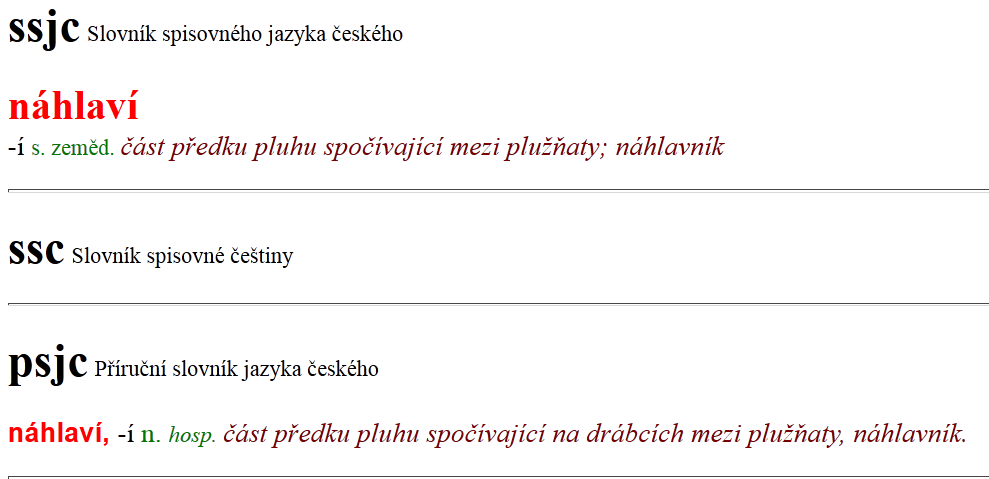 ssjc Slovník spisovného jazyka českého
náhlaví
-í s. zeměd. část předku pluhu spočívající mezi plužňaty; náhlavník
ssc Slovník spisovné češtiny
psjc Příruční slovník jazyka českého
náhlaví, -í n. hosp. část předku pluhu spočívající na drábcích mezi plužňaty, náhlavník.